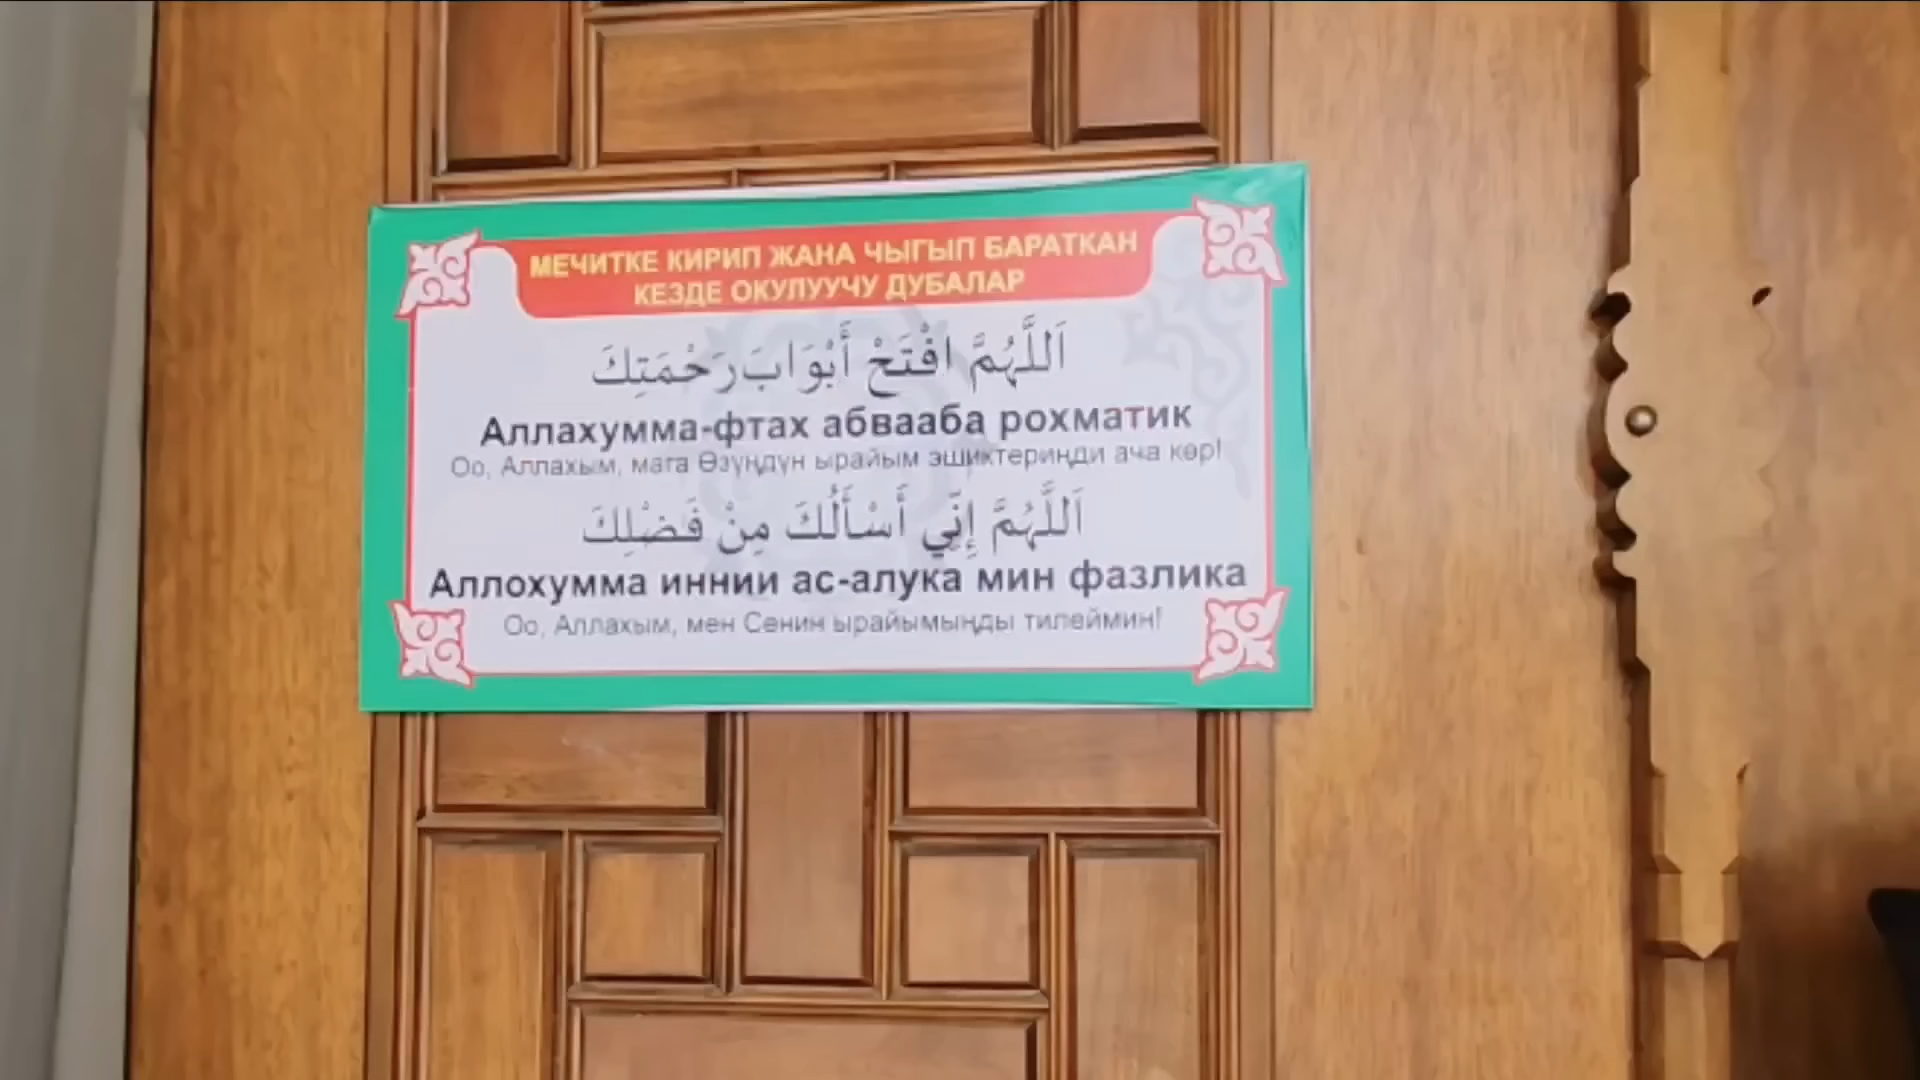 МЕЧИТКЕ КИРИП ЖАНА ЧЫГЫП БАРАТКАН
КЕЗДЕ ОКУЛУУЧУ ДУБАЛАР
اَللَّهُمَّ افْتَحْ أَبْوَابَ رَحْمَتِكَ
Аллахумма-фтах абвааба рохматик
Оо, Аллахым, мага Өзүңдүн ырайым эшиктериңди ача көр!
اَللَّهُمَّ إِنِّي أَسْأَلُكَ مِنْ فَضْلِكَ
Аллохумма иннии ас-алука мин фазлика
Оо, Аллахым, мен Сенин ырайымыңды тилеймин!